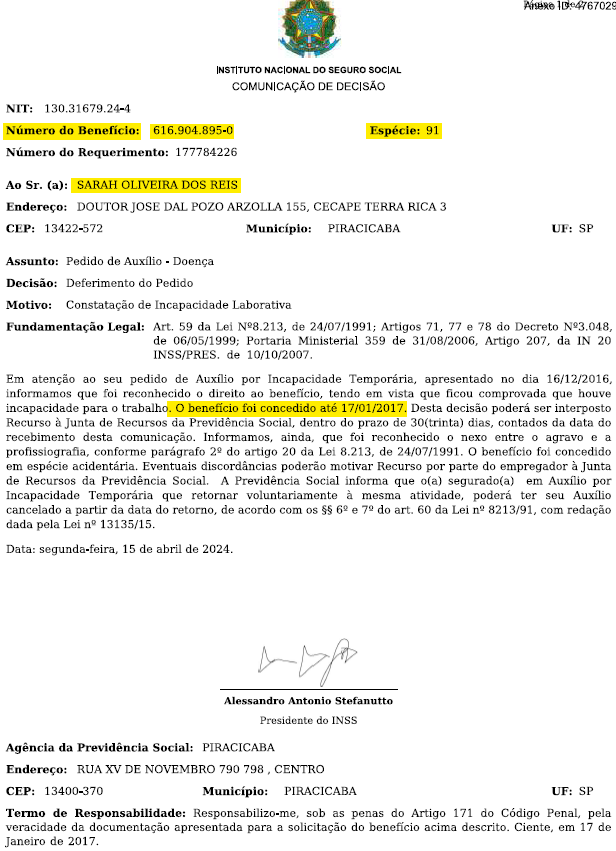 Anexo ID: 4767029
INSTITUTO NACIONAL DO SEGURO SOCIAL
COMUNICAÇÃO DE DECISÃO
NIT: 130.31679.24-4
Número do Benefício: 616.904.895-0 Espécie: 91
Número do Requerimento: 177784226
Ao Sr. (a): SARAH OLIVEIRA DOS REIS
Endereço: DOUTOR JOSE DAL POZO ARZOLLA 155, CECAPE TERRA RICA 3
CEP: 13422-572 Município: PIRACICABA UF: SP
Assunto: Pedido de Auxílio - Doença
Decisão: Deferimento do Pedido
Motivo: Constatação de Incapacidade Laborativa
Fundamentação Legal: Art. 59 da Lei Nº8.213, de 24/07/1991; Artigos 71, 77 e 78 do Decreto Nº3.048,
de 06/05/1999; Portaria Ministerial 359 de 31/08/2006, Artigo 207, da IN 20
INSS/PRES. de 10/10/2007.
Em atenção ao seu pedido de Auxílio por Incapacidade Temporária, apresentado no dia 16/12/2016,
informamos que foi reconhecido o direito ao benefício, tendo em vista que ficou comprovada que houve
incapacidade para o trabalho. O benefício foi concedido até 17/01/2017. Desta decisão poderá ser interposto
Recurso à Junta de Recursos da Previdência Social, dentro do prazo de 30(trinta) dias, contados da data do
recebimento desta comunicação. Informamos, ainda, que foi reconhecido o nexo entre o agravo e a
profissiografia, conforme parágrafo 2º do artigo 20 da Lei 8.213, de 24/07/1991. O benefício foi concedido
em espécie acidentária. Eventuais discordâncias poderão motivar Recurso por parte do empregador à Junta
de Recursos da Previdência Social. A Previdência Social informa que o(a) segurado(a) em Auxílio por
Incapacidade Temporária que retornar voluntariamente à mesma atividade, poderá ter seu Auxílio
cancelado a partir da data do retorno, de acordo com os §§ 6º e 7º do art. 60 da Lei nº 8213/91, com redação
dada pela Lei nº 13135/15.
Data: segunda-feira, 15 de abril de 2024.
Alessandro Antonio Stefanutto
Presidente do INSS
Agência da Previdência Social: PIRACICABA
Endereço: RUA XV DE NOVEMBRO 790 798 , CENTRO
CEP: 13400-370 Município: PIRACICABA UF: SP
Termo de Responsabilidade: Responsabilizo-me, sob as penas do Artigo 171 do Código Penal, pela
veracidade da documentação apresentada para a solicitação do benefício acima descrito. Ciente, em 17 de
Janeiro de 2017.